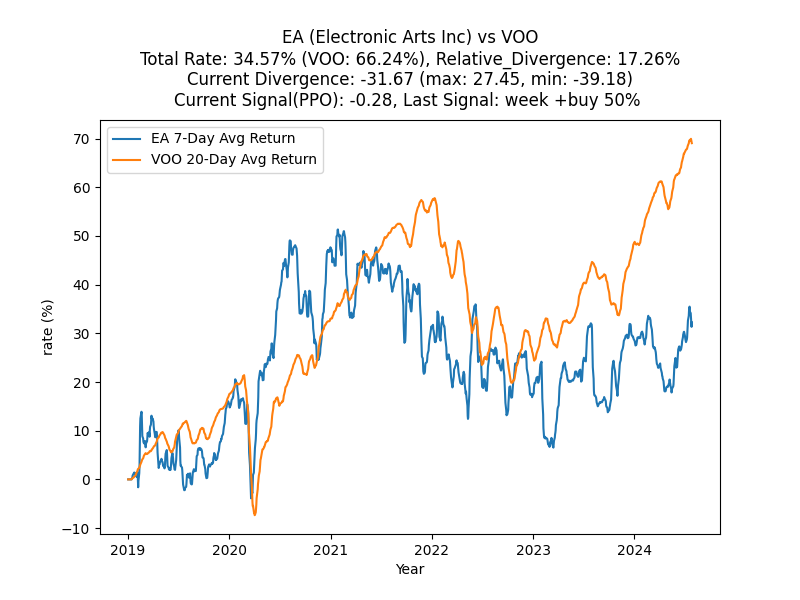 EA (Electronic Arts Inc) vs VOO
Total Rate: 34.57% (VOO: 66.24%), Relative_Divergence: 17.26%
Current Divergence: -31.67 (max: 27.45, min: -39.18)
Current Signal(PPO): -0.28, Last Signal: week +buy 50%
EA 7-Day Avg Return
VOO 20-Day Avg Return
70
60
50
40
30
20
10
0
−10
rate (%)
2019 2020 2021 2022 2023 2024
Year